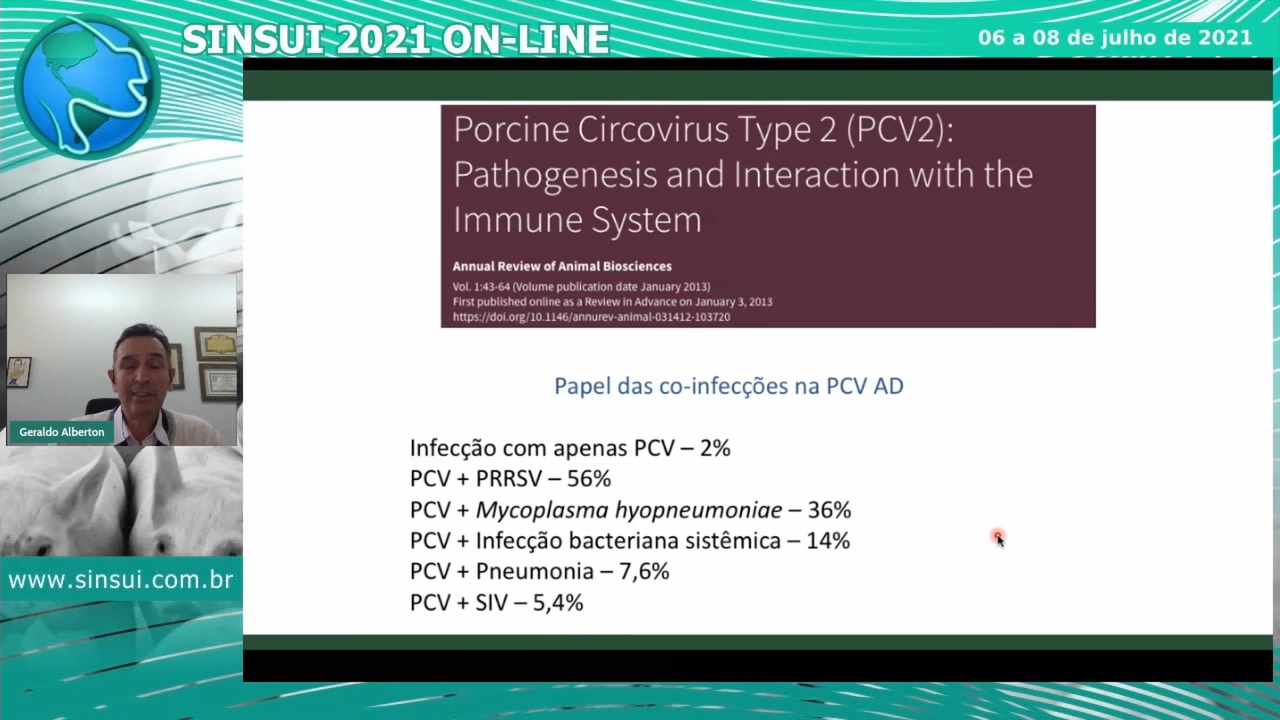 SINSUI 2021 ON-LINE
06 a 08 de julho de 2021
Porcine Circovirus Type 2 (PCV2):
Pathogenesis and Interaction with the
Immune System
Annual Review of Animal Biosciences
Vol. 1:43-64 (Volume publication date January 2013)
First published online as a Review in Advance on January 3, 2013
https://doi.org/10.1146/annurev-animal-031412-103720
Papel das co-infecções na PCV AD
Infecção com apenas PCV – 2%
PCV + PRRSV – 56%
PCV + Mycoplasma hyopneumoniae – 36%
PCV + Infecção bacteriana sistêmica – 14%
PCV + Pneumonia – 7,6%
PCV + SIV – 5,4%
Geraldo Alberton
www.sinsui.com.br